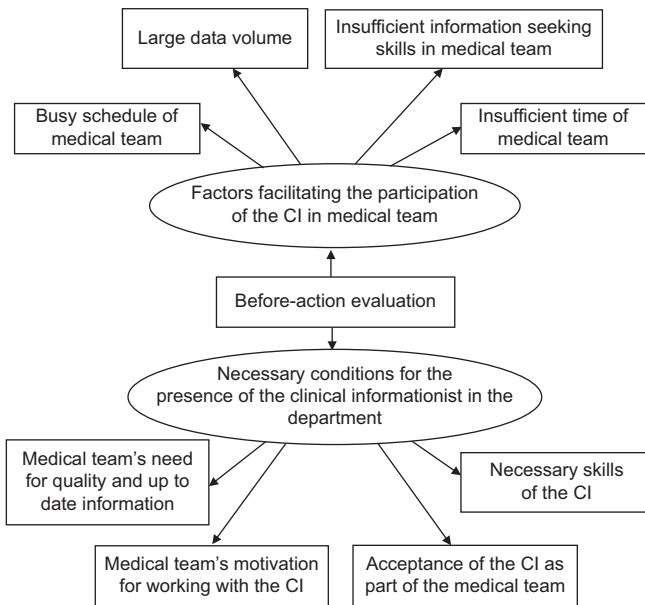 Large data volume
Insufficient information seeking
skills in medical team
Busy schedule of
medical team
Insufficient time of
medical team
Factors facilitating the participation
of the CI in medical team
Before-action evaluation
Necessary conditions for the
presence of the clinical informationist in the
department
Medical team's need
for quality and up to
date information
Necessary skills
of the CI
Medical team's motivation
for working with the CI
Acceptance of the CI as
part of the medical team